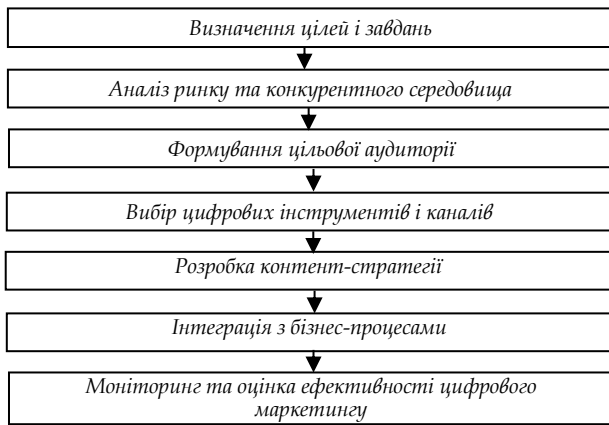 Визначення цілей і завдань
Аналіз ринку та конкурентного середовища
Формування цільової аудиторії
Вибір цифрових інструментів і каналів
Розробка контент-стратегії
Інтеграція з бізнес-процесами
Моніторинг та оцінка ефективності цифрового
маркетингу